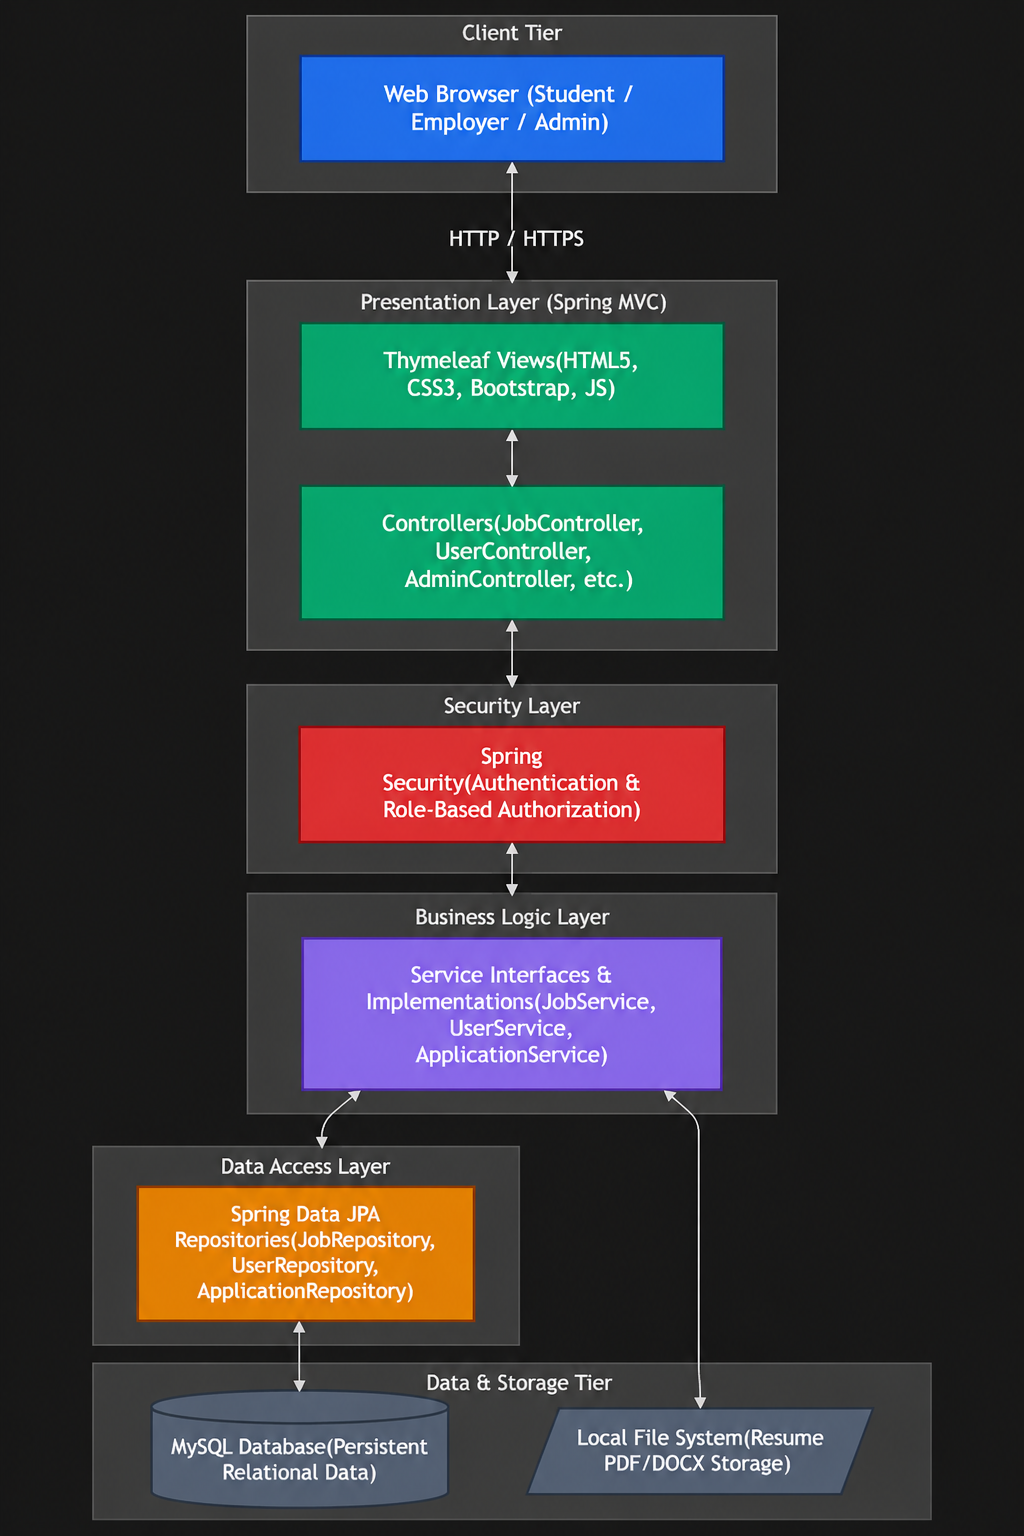 Client Tier
Web Browser (Student /
Employer / Admin)
HTTP / HTTPS
Presentation Layer (Spring MVC)
Thymeleaf Views(HTML5,
CSS3, Bootstrap, JS)
Controllers(JobController,
UserController,
AdminController, etc.)
Security Layer
Spring
Security(Authentication &
Role-Based Authorization)
Business Logic Layer
Service Interfaces &
Implementations(JobService,
UserService,
ApplicationService)
Data Access Layer
Spring Data JPA
Repositories(JobRepository,
UserRepository,
ApplicationRepository)
Data & Storage Tier
MySQL Database(Persistent
Relational Data)
Local File System(Resume
PDF/DOCX Storage)